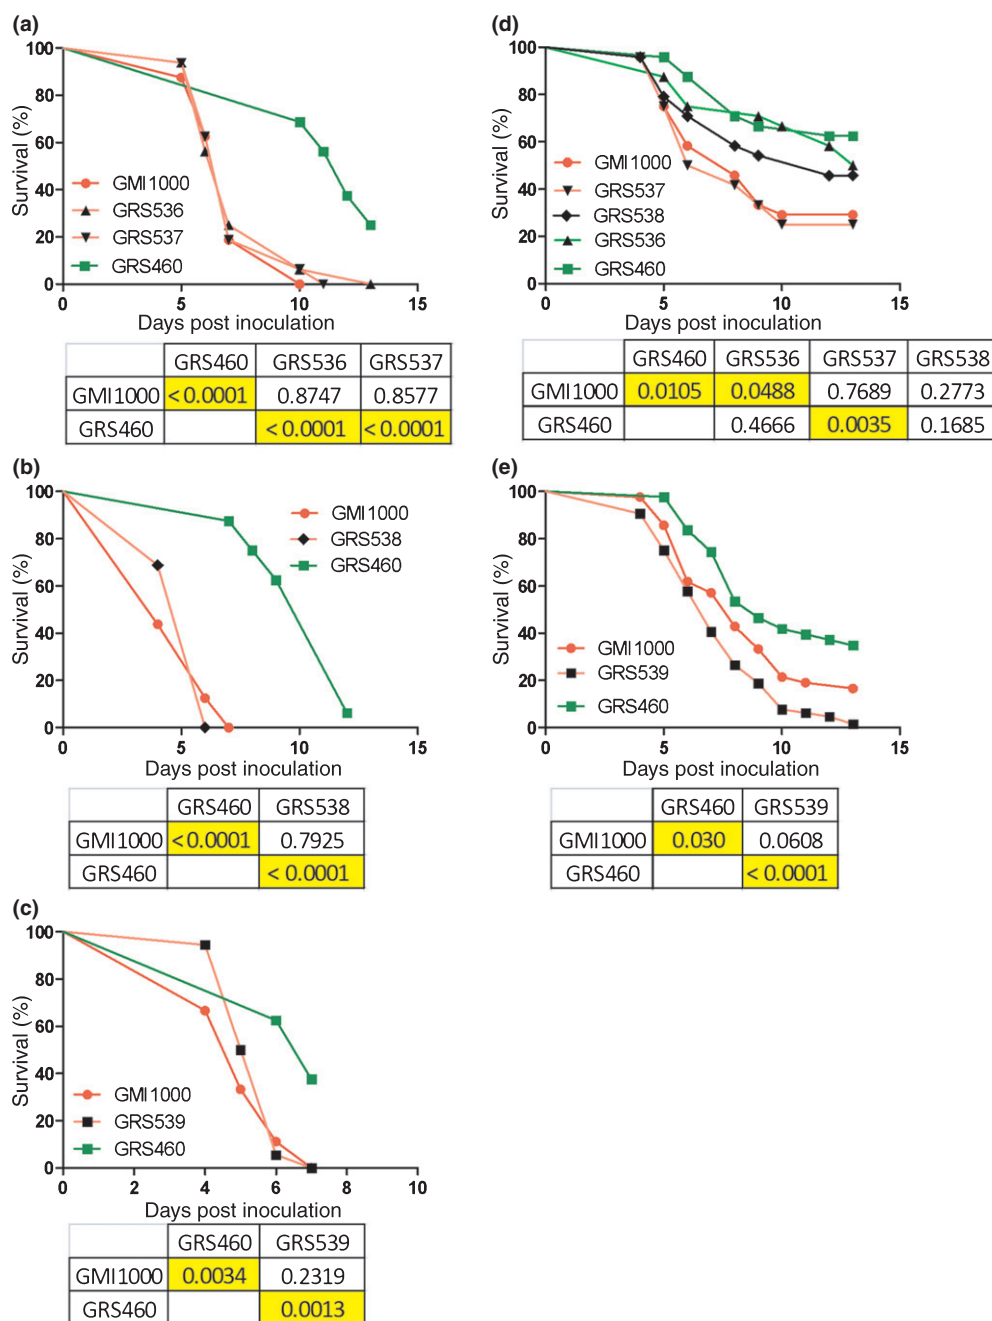 (a)
100
80
60
40
20
0
Survival (%)
GMI1000
GRS536
GRS537
GRS460
0 5 10 15
Days post inoculation
GRS460 GRS536 GRS537
GMI1000 < 0.0001 0.8747 0.8577
GRS460 < 0.0001 < 0.0001
(b)
100
80
60
40
20
0
Survival (%)
GMI1000
GRS538
GRS460
0 5 10 15
Days post inoculation
GRS460 GRS538
GMI1000 < 0.0001 0.7925
GRS460 < 0.0001
(c)
100
80
60
40
20
0
Survival (%)
GMI1000
GRS539
GRS460
0 2 4 6 8 10
Days post inoculation
GRS460 GRS539
GMI1000 0.0034 0.2319
GRS460 0.0013
(d)
100
80
60
40
20
0
Survival (%)
GMI1000
GRS537
GRS538
GRS536
GRS460
0 5 10 15
Days post inoculation
GRS460 GRS536 GRS537 GRS538
GMI1000 0.0105 0.0488 0.7689 0.2773
GRS460 0.4666 0.0035 0.1685
(e)
100
80
60
40
20
0
Survival (%)
GMI1000
GRS539
GRS460
0 5 10 15
Days post inoculation
GRS460 GRS539
GMI1000 0.030 0.0608
GRS460 < 0.0001